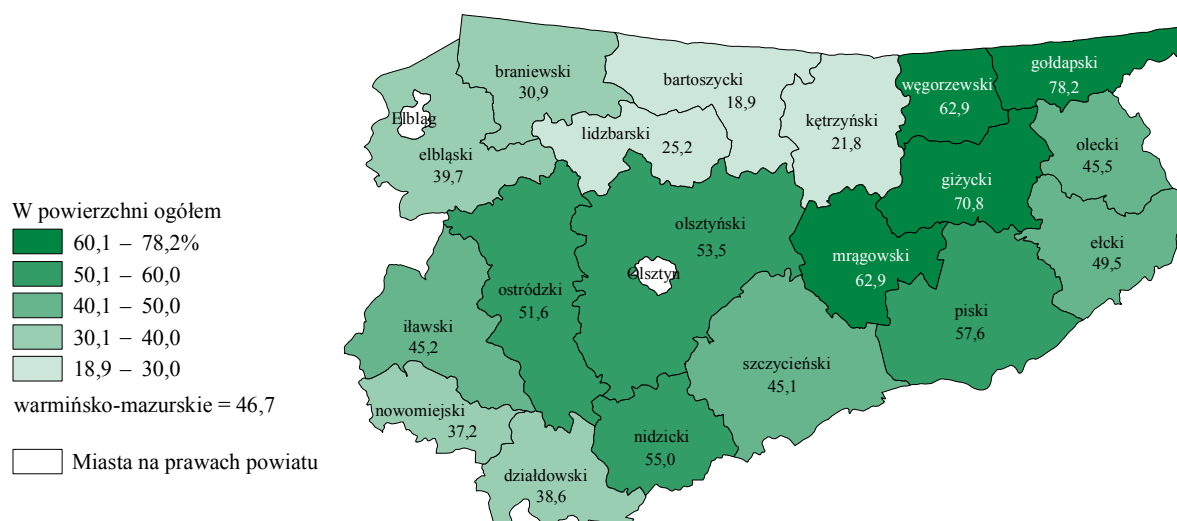 W powierzchni ogółem
60,1 – 78,2%
50,1 – 60,0
40,1 – 50,0
30,1 – 40,0
18,9 – 30,0
warmińsko-mazurskie = 46,7
Miasta na prawach powiatu
braniewski
30,9
bartoszycki
18,9
węgorzewski
62,9
gołdapski
78,2
Elbląg
elbląski
39,7
lidzbarski
25,2
kętrzyński
21,8
olecki
45,5
giżycki
70,8
olsztyński
53,5
Olsztyn
mrągowski
62,9
ełcki
49,5
ostródzki
51,6
piski
57,6
iławski
45,2
szczycieński
45,1
nowomiejski
37,2
nidzicki
55,0
działdowski
38,6